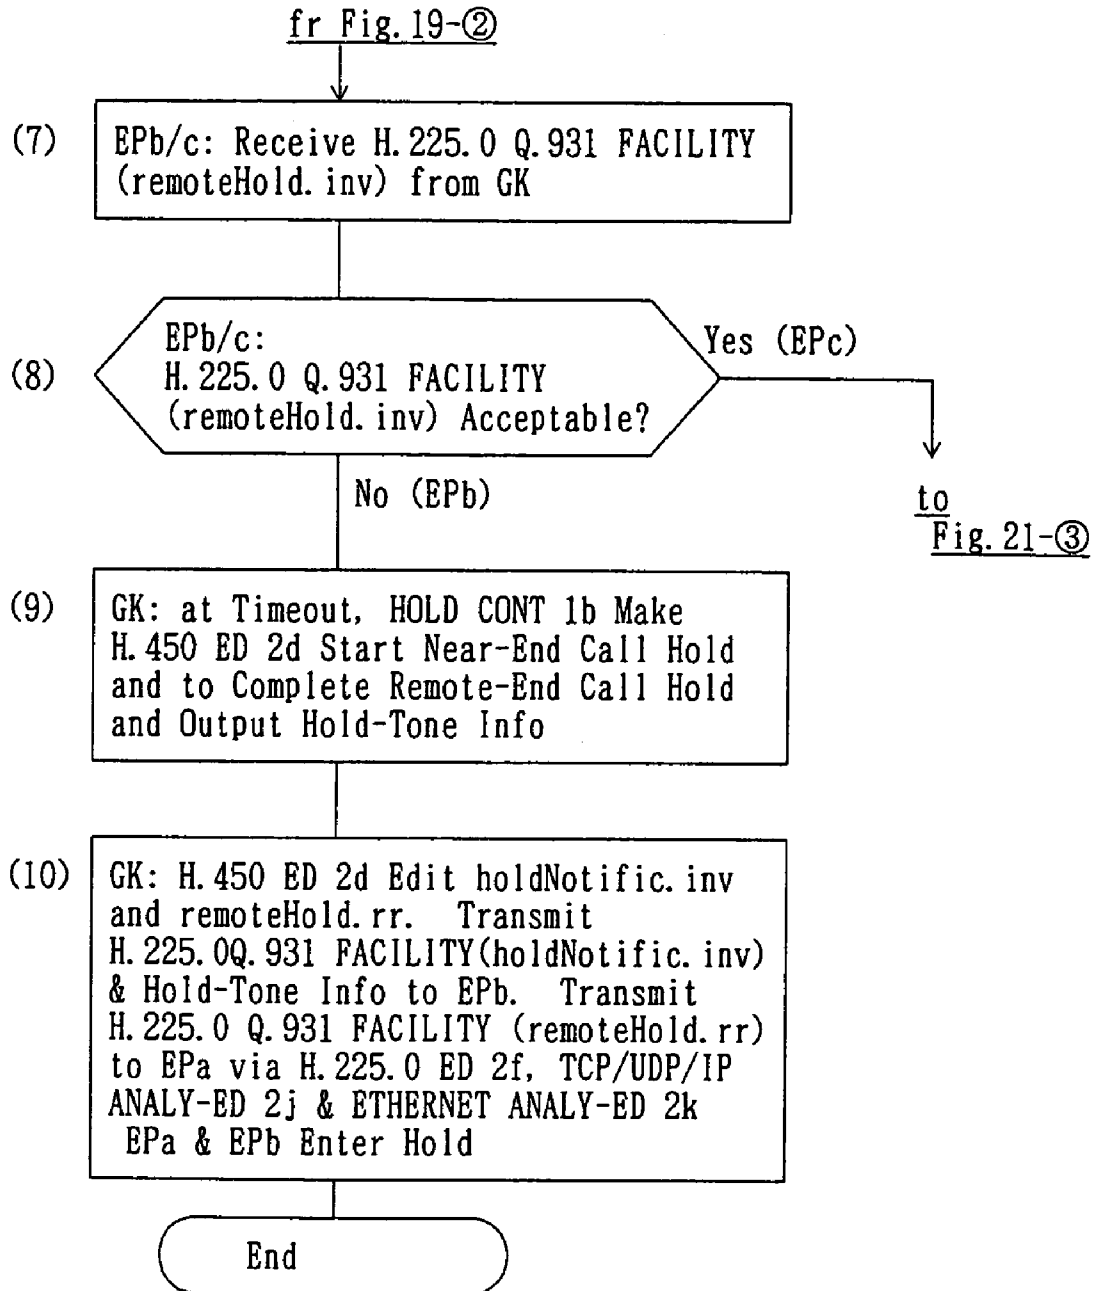 fr Fig.19-②
(7)
EPb/c: Receive H.225.0 Q.931 FACILITY
(remoteHold.inv) from GK
(8)
EPb/c:
H.225.0 Q.931 FACILITY
(remoteHold.inv) Acceptable?
Yes (EPc)
No (EPb)
to
Fig.21-③
(9)
GK: at Timeout, HOLD CONT 1b Make
H.450 ED 2d Start Near-End Call Hold
and to Complete Remote-End Call Hold
and Output Hold-Tone Info
(10)
GK: H.450 ED 2d Edit holdNotific.inv
and remoteHold.rr. Transmit
H.225.0Q.931 FACILITY(holdNotific.inv)
& Hold-Tone Info to EPb. Transmit
H.225.0 Q.931 FACILITY (remoteHold.rr)
to EPa via H.225.0 ED 2f, TCP/UDP/IP
ANALY-ED 2j & ETHERNET ANALY-ED 2k
EPa & EPb Enter Hold
End